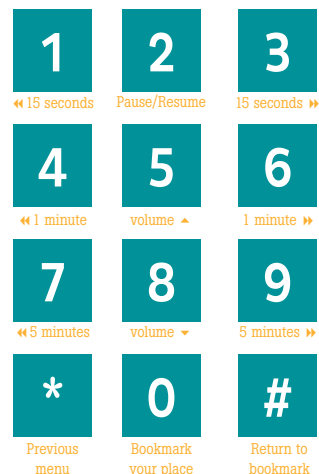 1 2 3
⏪ 15 seconds Pause/Resume 15 seconds ⏩
4 5 6
⏪ 1 minute volume ▲ 1 minute ⏩
7 8 9
⏪ 5 minutes volume ▼ 5 minutes ⏩
* 0 #
Previous Bookmark Return to
menu your place bookmark